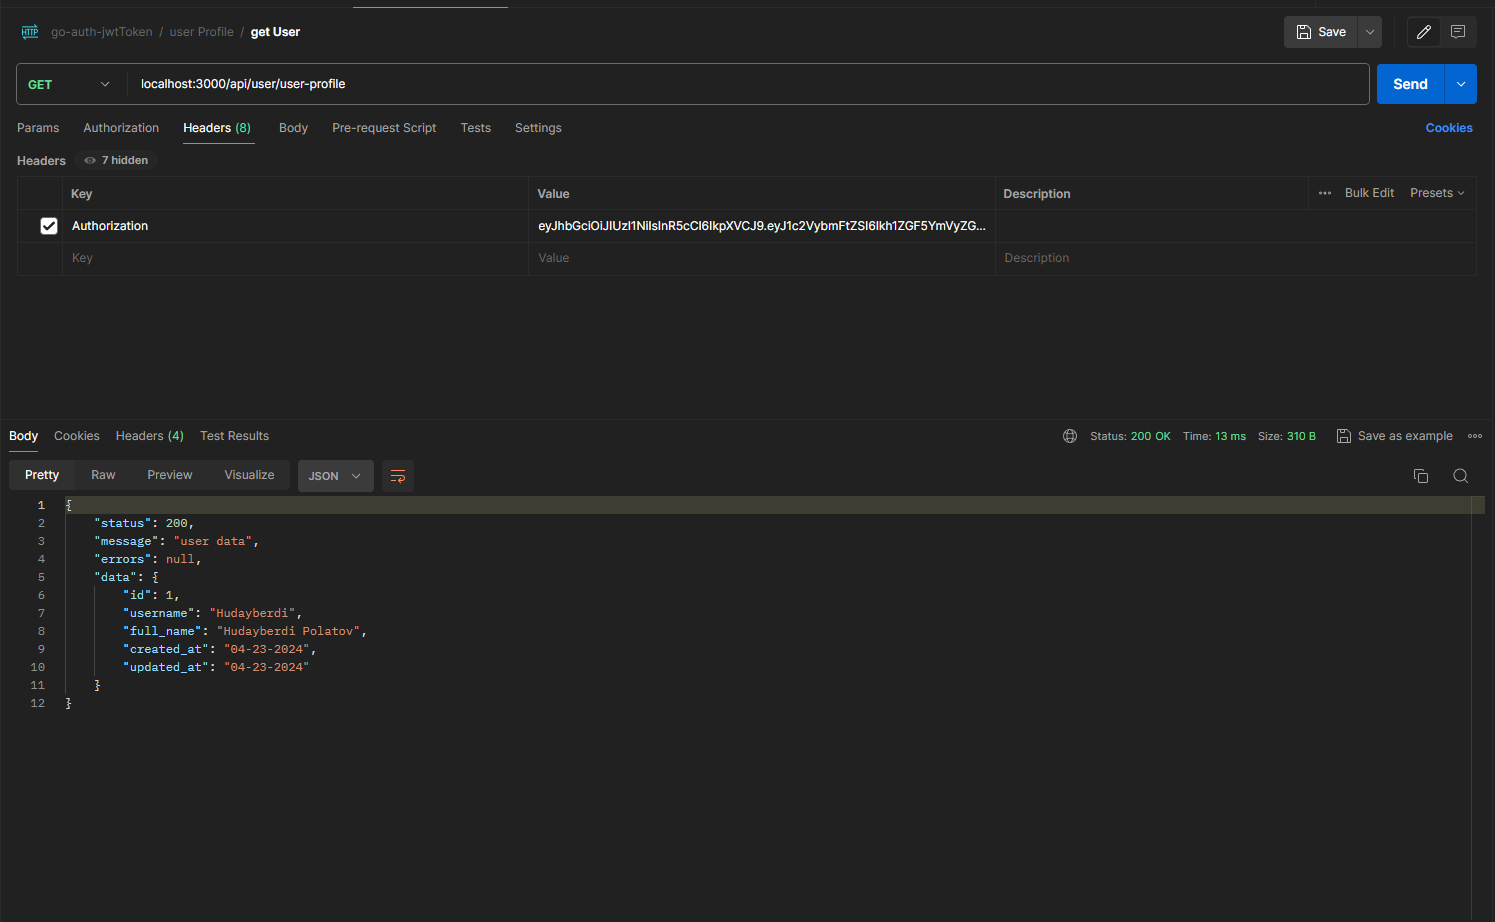 HTTP go-auth-jwtToken / user Profile / get User Save
GET localhost:3000/api/user/user-profile Send
Params Authorization Headers (8) Body Pre-request Script Tests Settings Cookies
Headers 7 hidden
Key Value Description Bulk Edit Presets
Authorization eyJhbGciOiJIUzI1NiIsInR5cCI6IkpXVCJ9.eyJ1c2VybmFtZSI6Ikh1ZGF5YmVyZG...
Key Value Description
Body Cookies Headers (4) Test Results Status: 200 OK Time: 13 ms Size: 310 B Save as example
Pretty Raw Preview Visualize JSON
1 {
2 "status": 200,
3 "message": "user data",
4 "errors": null,
5 "data": {
6 "id": 1,
7 "username": "Hudayberdi",
8 "full_name": "Hudayberdi Polatov",
9 "created_at": "04-23-2024",
10 "updated_at": "04-23-2024"
11 }
12 }